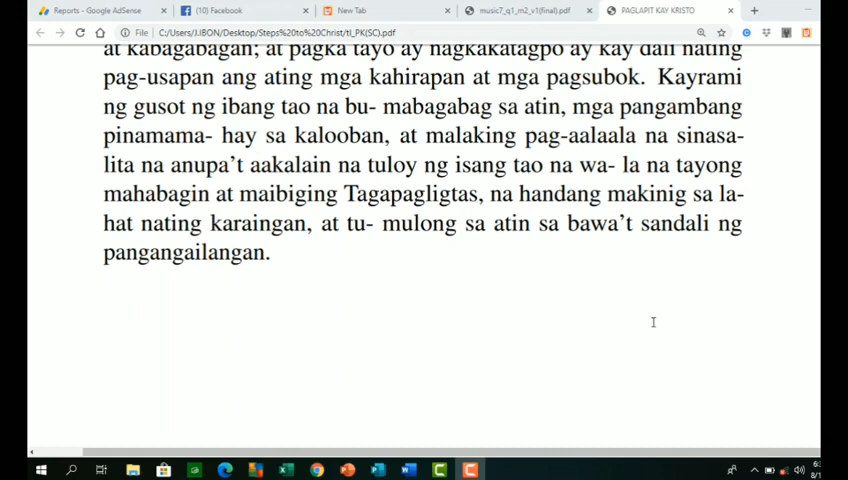 Reports - Google AdSense
(10) Facebook
New Tab
music7_q1_m2_v1(final).pdf
PAGLAPIT KAY KRISTO
File
C:/Users/J.IBON/Desktop/Steps%20to%20Christ/tl_PK(SC).pdf
at kabagabagan; at pagka tayo ay nagkakatagpo ay kay dali nating
pag-usapan ang ating mga kahirapan at mga pagsubok. Kayrami
ng gusot ng ibang tao na bu- mabagabag sa atin, mga pangambang
pinamama- hay sa kalooban, at malaking pag-aalaala na sinasa-
lita na anupa't aakalain na tuloy ng isang tao na wa- la na tayong
mahabagin at maibiging Tagapagligtas, na handang makinig sa la-
hat nating karaingan, at tu- mulong sa atin sa bawa't sandali ng
pangangailangan.